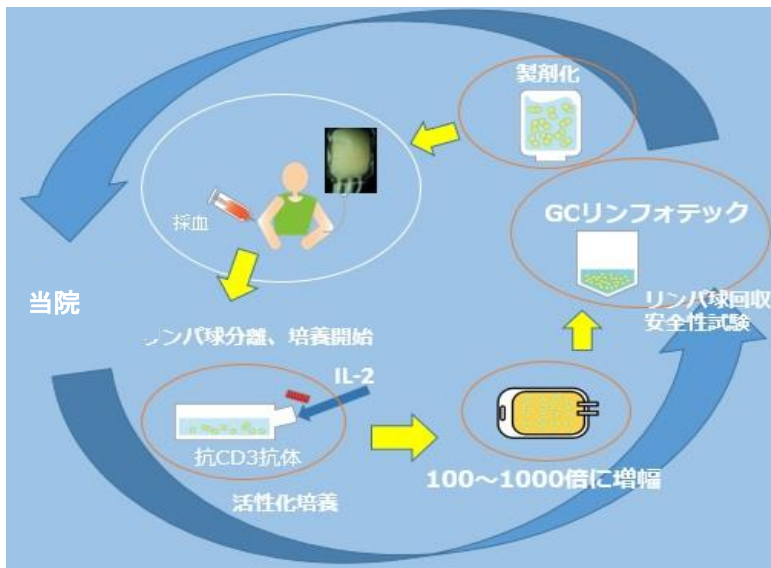 製剤化
GCリンフォテック
採血
リンパ球回収
安全性試験
当院
ンパ球分離、培養開始
IL-2
抗CD3抗体
100～1000倍に増幅
活性化培養